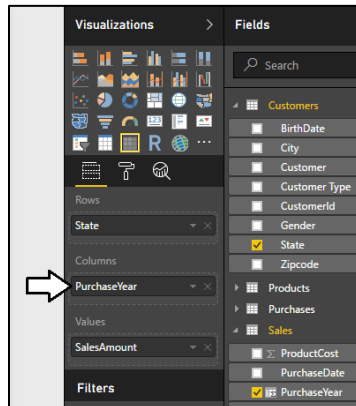 Visualizations
Fields
Search
Customers
BirthDate
City
Customer
Customer Type
CustomerId
Gender
State
Zipcode
Products
Purchases
Sales
ProductCost
PurchaseDate
PurchaseYear
123
R
Rows
State
Columns
PurchaseYear
Values
SalesAmount
Filters